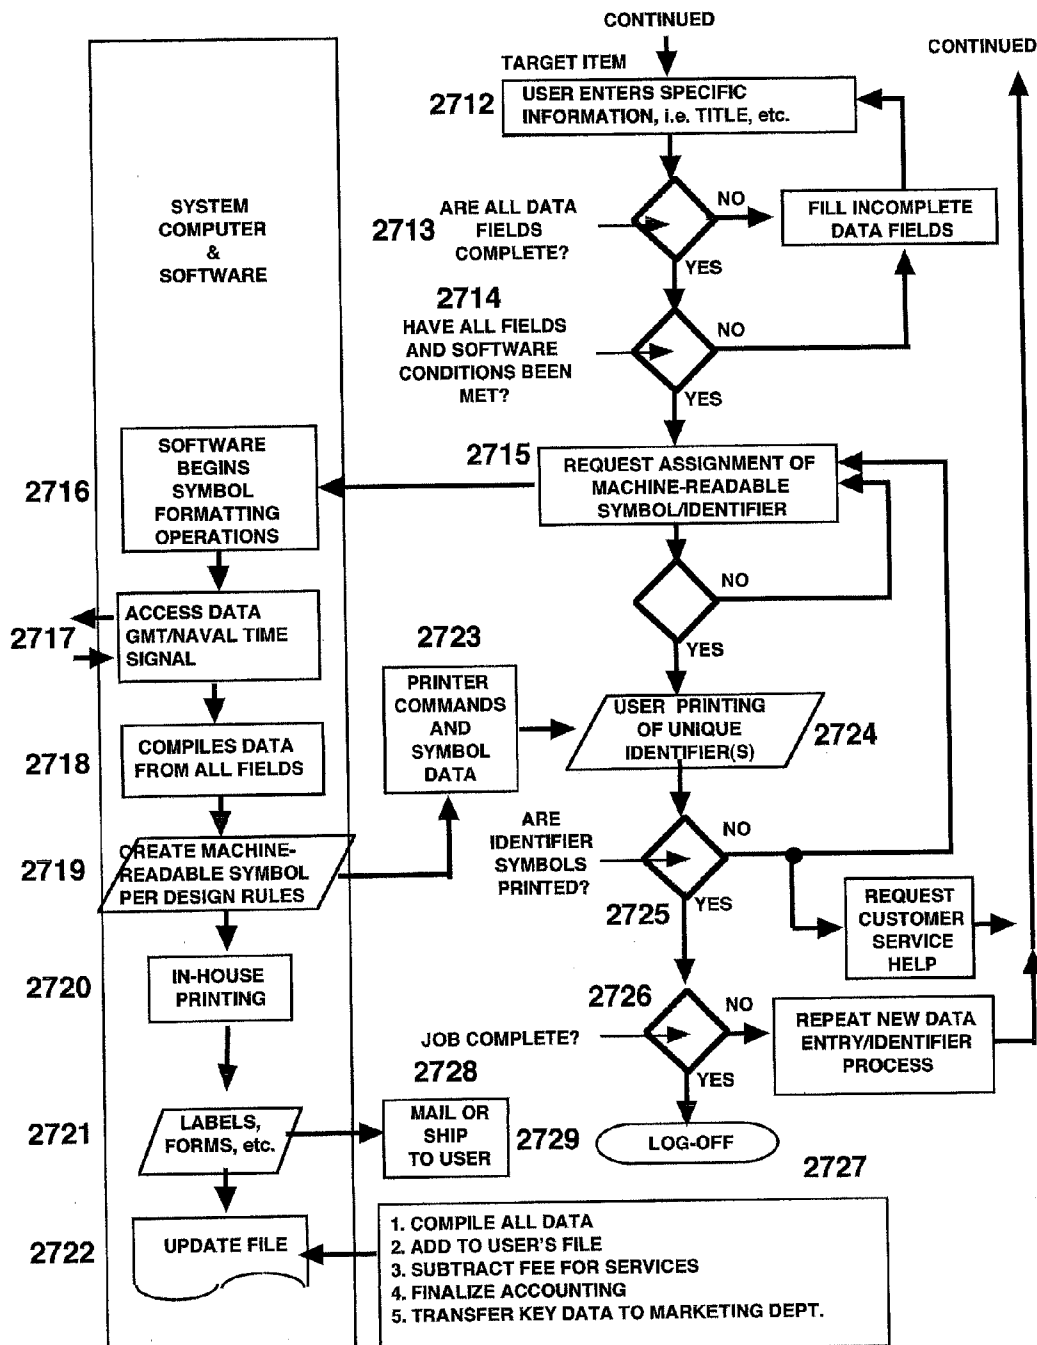 CONTINUED
CONTINUED
TARGET ITEM
2712
USER ENTERS SPECIFIC
INFORMATION, i.e. TITLE, etc.
SYSTEM
COMPUTER
&
SOFTWARE
2713
ARE ALL DATA
FIELDS
COMPLETE?
NO
YES
FILL INCOMPLETE
DATA FIELDS
2714
HAVE ALL FIELDS
AND SOFTWARE
CONDITIONS BEEN
MET?
NO
YES
2715
REQUEST ASSIGNMENT OF
MACHINE-READABLE
SYMBOL/IDENTIFIER
2716
SOFTWARE
BEGINS
SYMBOL
FORMATTING
OPERATIONS
NO
YES
2717
ACCESS DATA
GMT/NAVAL TIME
SIGNAL
2723
PRINTER
COMMANDS
AND
SYMBOL
DATA
USER PRINTING
OF UNIQUE
IDENTIFIER(S)
2724
2718
COMPILES DATA
FROM ALL FIELDS
2719
CREATE MACHINE-
READABLE SYMBOL
PER DESIGN RULES
ARE
IDENTIFIER
SYMBOLS
PRINTED?
2725
NO
YES
REQUEST
CUSTOMER
SERVICE
HELP
2720
IN-HOUSE
PRINTING
2726
JOB COMPLETE?
NO
YES
REPEAT NEW DATA
ENTRY/IDENTIFIER
PROCESS
2721
LABELS,
FORMS, etc.
2728
MAIL OR
SHIP
TO USER
2729
LOG-OFF
2727
2722
UPDATE FILE
1. COMPILE ALL DATA
2. ADD TO USER'S FILE
3. SUBTRACT FEE FOR SERVICES
4. FINALIZE ACCOUNTING
5. TRANSFER KEY DATA TO MARKETING DEPT.